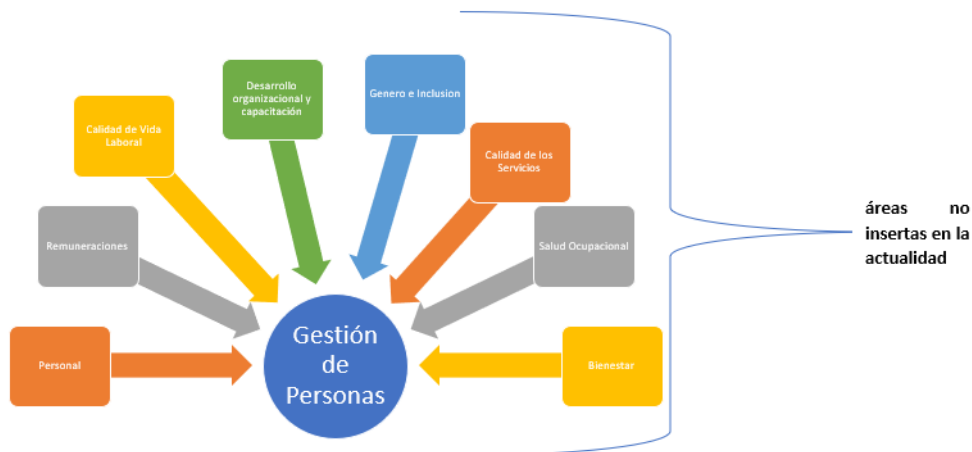 Desarrollo
organizacional y
capacitación
Genero e Inclusion
Calidad de Vida
Laboral
Calidad de los
Servicios
Remuneraciones
Salud Ocupacional
Personal
Gestión
de
Personas
Bienestar
áreas no
insertas en la
actualidad